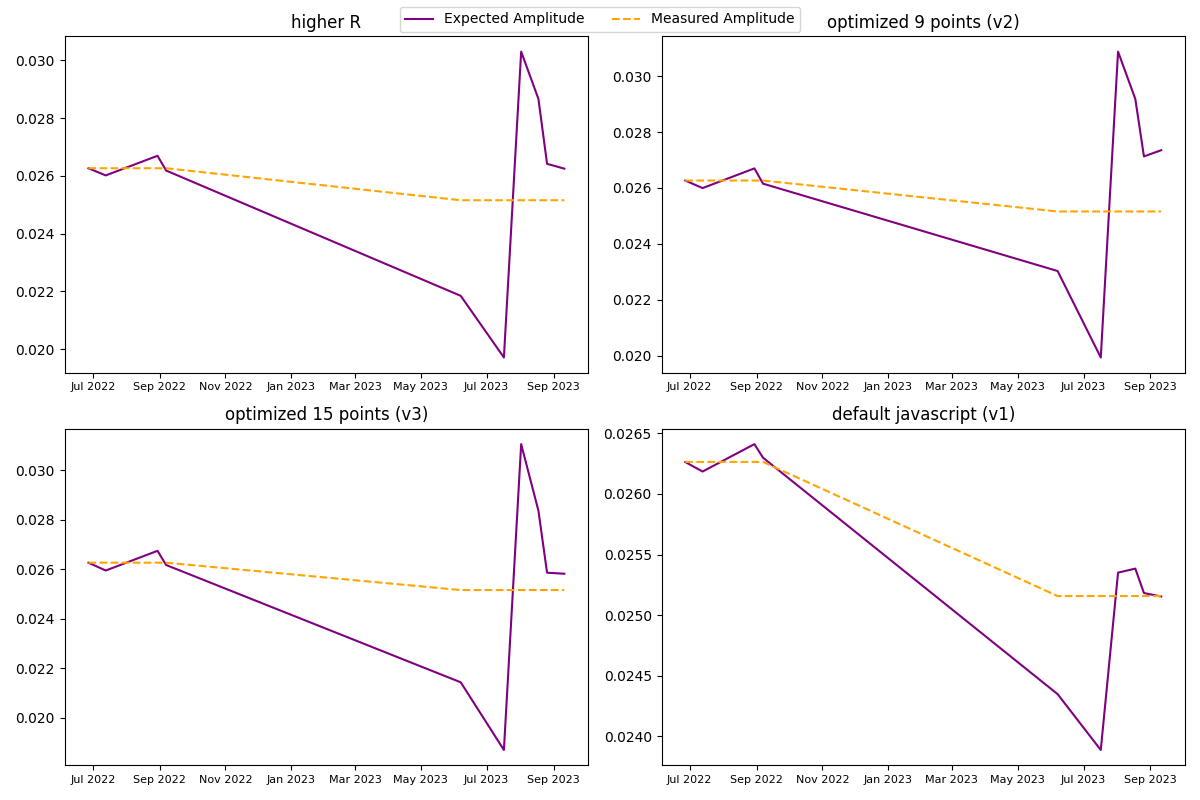 Expected Amplitude Measured Amplitude
higher R
0.030
0.028
0.026
0.024
0.022
0.020
Jul 2022 Sep 2022 Nov 2022 Jan 2023 Mar 2023 May 2023 Jul 2023 Sep 2023
optimized 9 points (v2)
0.030
0.028
0.026
0.024
0.022
0.020
Jul 2022 Sep 2022 Nov 2022 Jan 2023 Mar 2023 May 2023 Jul 2023 Sep 2023
optimized 15 points (v3)
0.030
0.028
0.026
0.024
0.022
0.020
Jul 2022 Sep 2022 Nov 2022 Jan 2023 Mar 2023 May 2023 Jul 2023 Sep 2023
default javascript (v1)
0.0265
0.0260
0.0255
0.0250
0.0245
0.0240
Jul 2022 Sep 2022 Nov 2022 Jan 2023 Mar 2023 May 2023 Jul 2023 Sep 2023